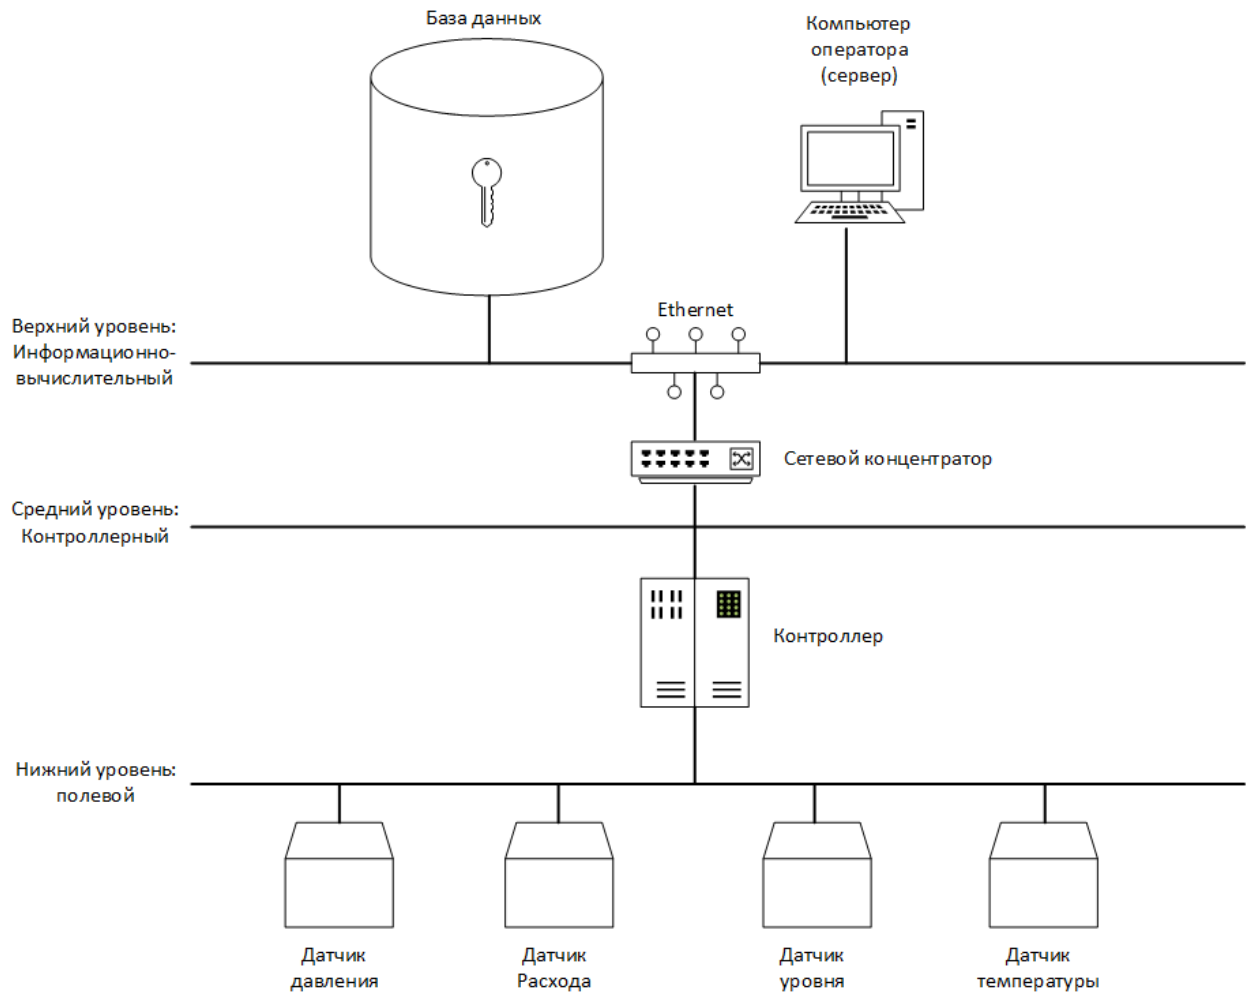 База данных
Компьютер
оператора
(сервер)
Ethernet
Верхний уровень:
Информационно-
вычислительный
Сетевой концентратор
Средний уровень:
Контроллерный
Контроллер
Нижний уровень:
полевой
Датчик
давления
Датчик
Расхода
Датчик
уровня
Датчик
температуры